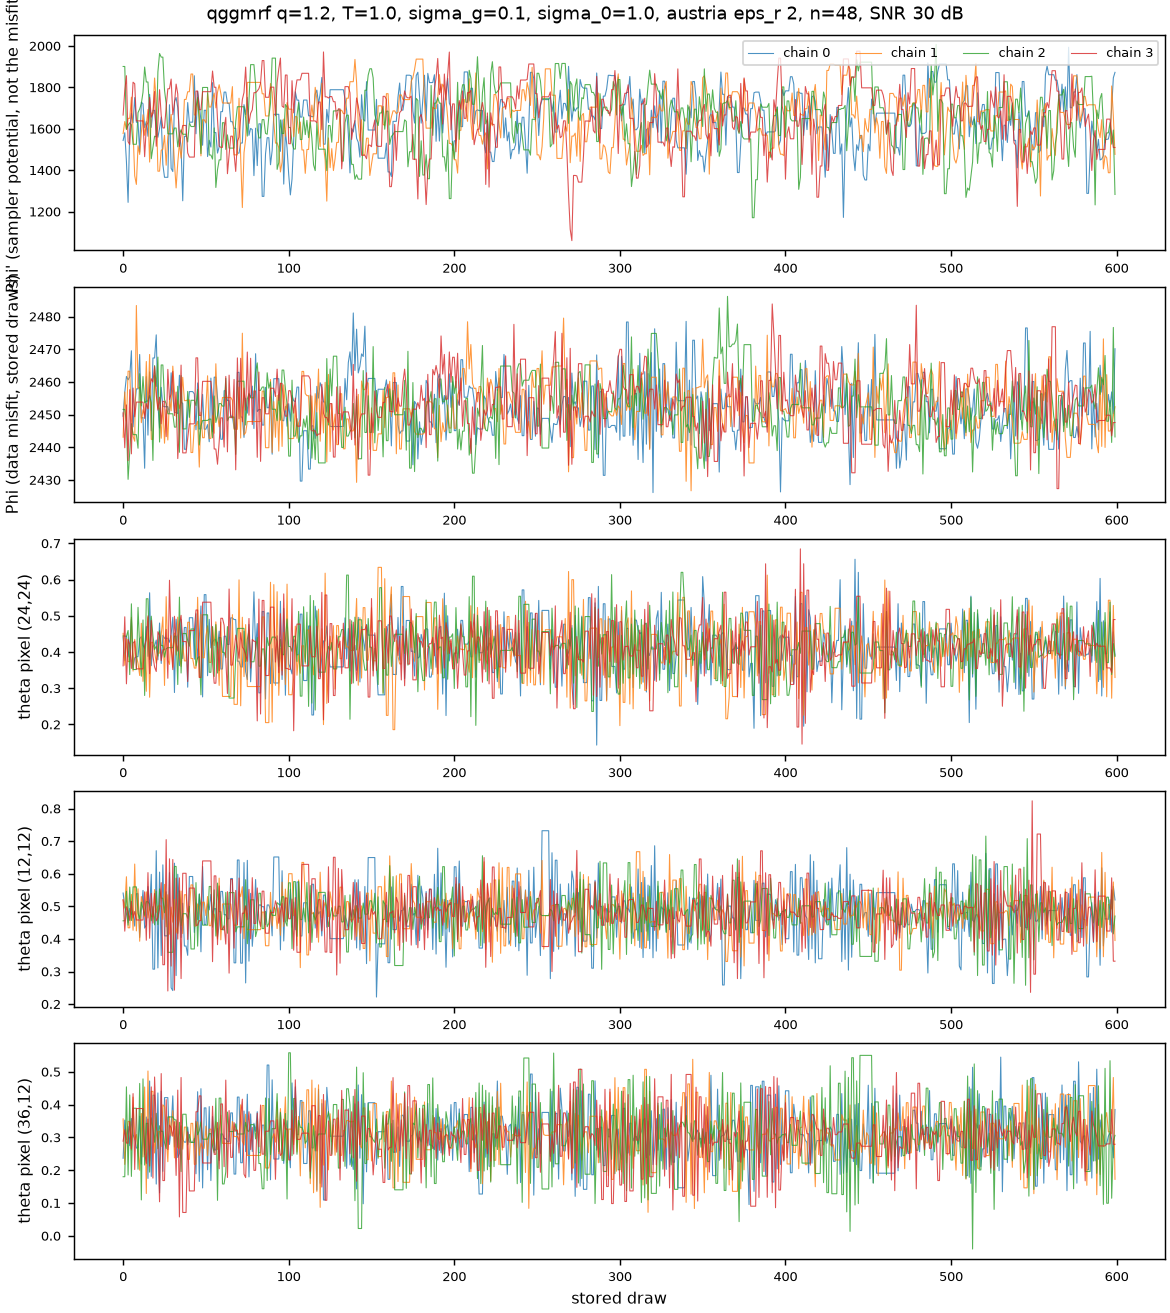 qggmrf q=1.2, T=1.0, sigma_g=0.1, sigma_0=1.0, austria eps_r 2, n=48, SNR 30 dB
chain 0 chain 1 chain 2 chain 3
Phi' (sampler potential, not the misfit
2000
1800
1600
1400
1200
0 100 200 300 400 500 600
Phi (data misfit, stored draws)
2480
2470
2460
2450
2440
2430
0 100 200 300 400 500 600
theta pixel (24,24)
0.7
0.6
0.5
0.4
0.3
0.2
0 100 200 300 400 500 600
theta pixel (12,12)
0.8
0.7
0.6
0.5
0.4
0.3
0.2
0 100 200 300 400 500 600
theta pixel (36,12)
0.5
0.4
0.3
0.2
0.1
0.0
0 100 200 300 400 500 600
stored draw